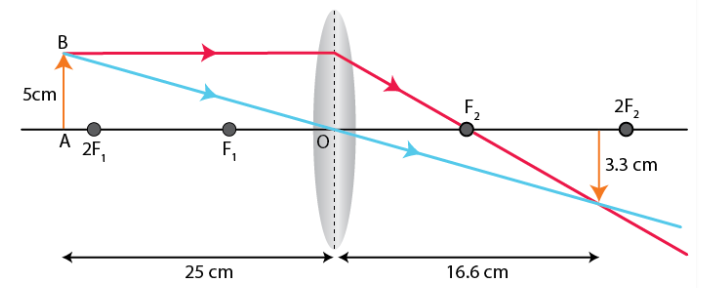 B
5cm
A
2F₁
F₁
O
F₂
2F₂
3.3 cm
25 cm
16.6 cm